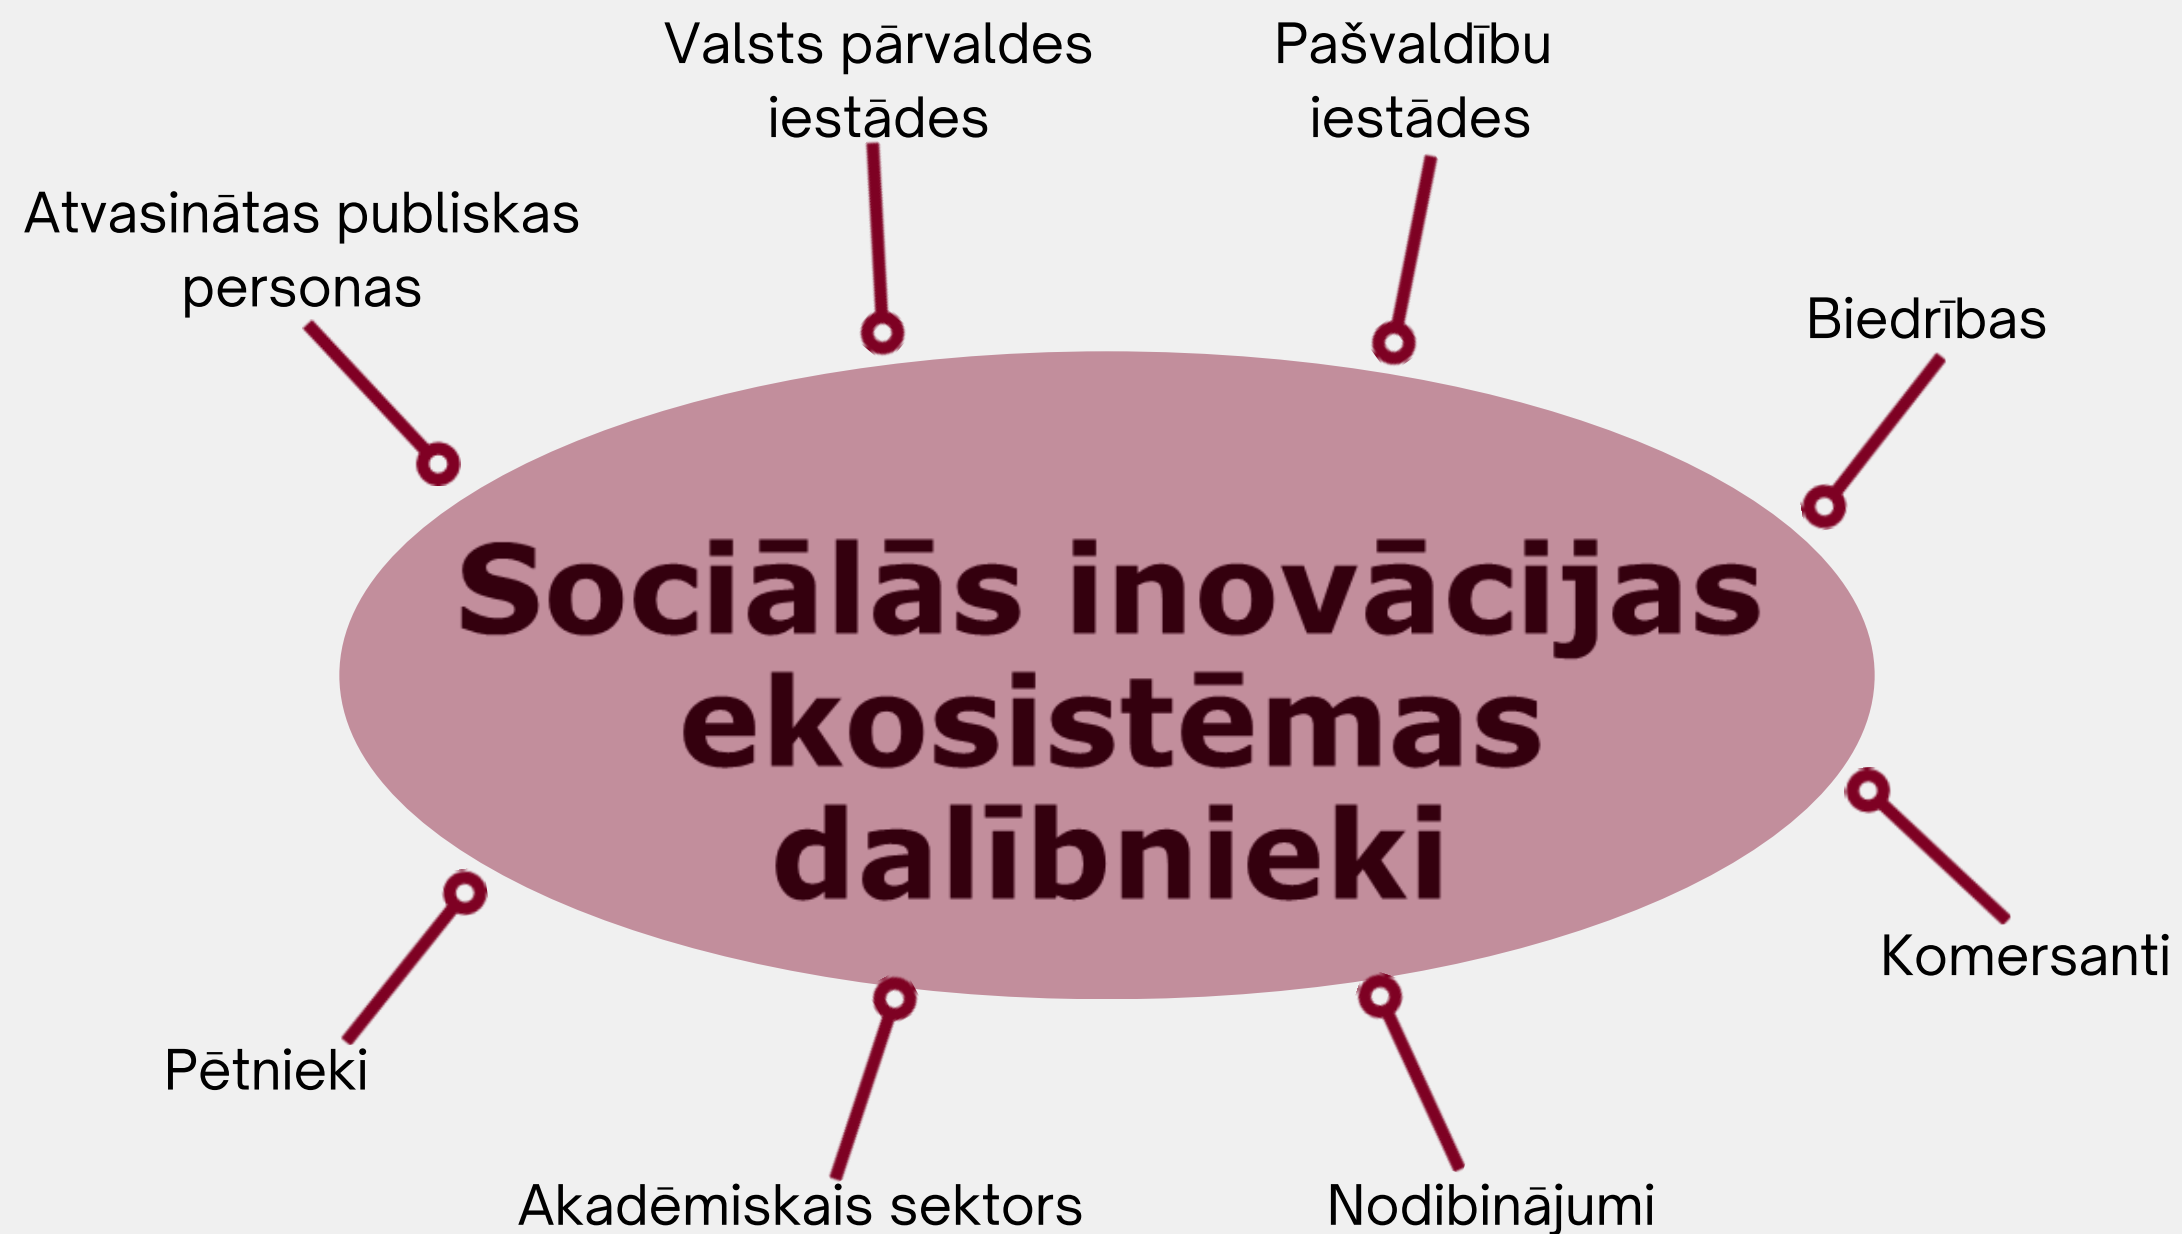 Valsts pārvaldes
iestādes
Pašvaldību
iestādes
Atvasinātas publiskas
personas
Biedrības
Sociālās inovācijas
ekosistēmas
dalībnieki
Komersanti
Pētnieki
Akadēmiskais sektors
Nodibinājumi